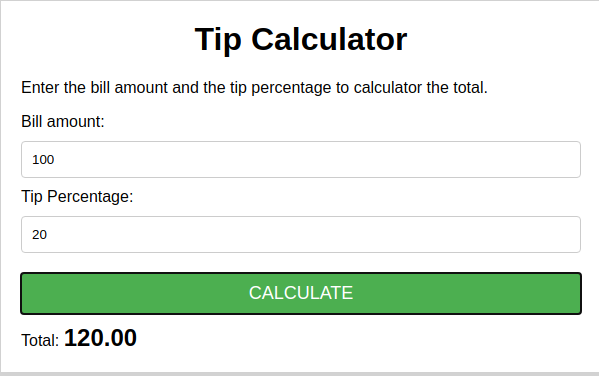 Tip Calculator
Enter the bill amount and the tip percentage to calculator the total.
Bill amount:
100
Tip Percentage:
20
CALCULATE
Total: 120.00